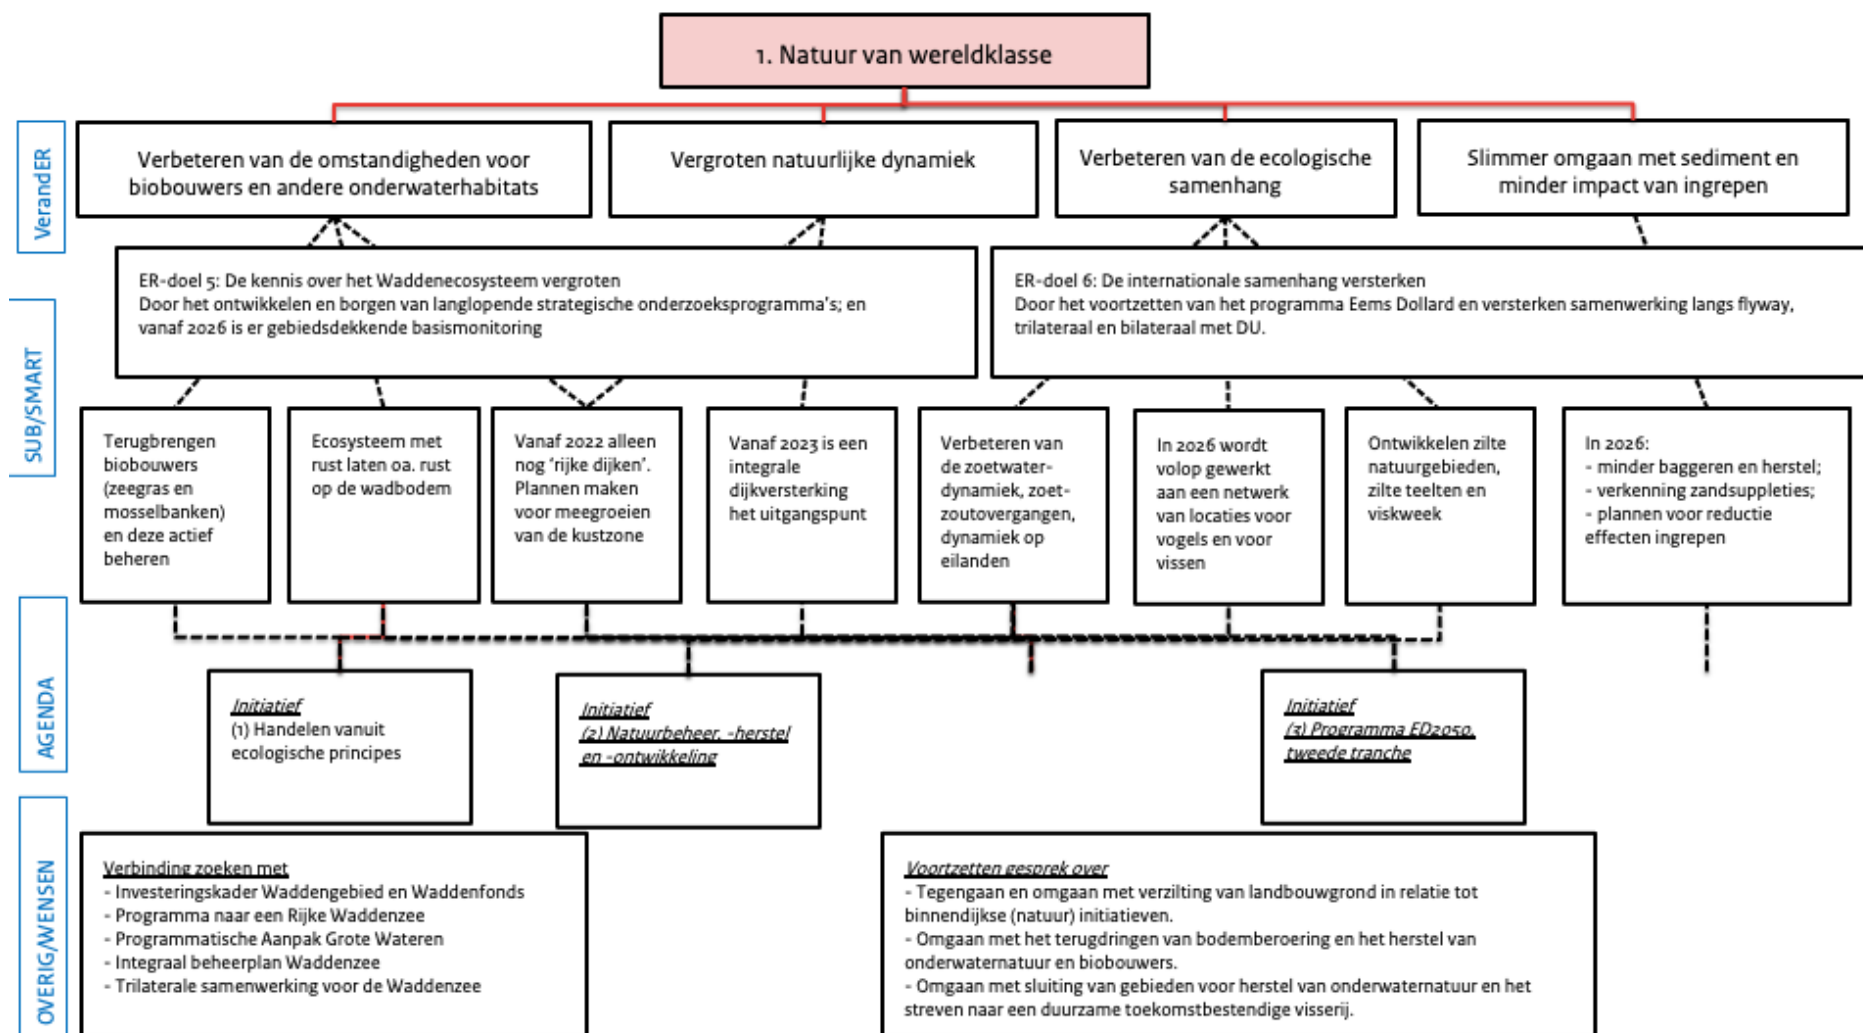 1. Natuur van wereldklasse
VerandER
Verbeteren van de omstandigheden voor
biobouwers en andere onderwaterhabitats
Vergroten natuurlijke dynamiek
Verbeteren van de ecologische
samenhang
Slimmer omgaan met sediment en
minder impact van ingrepen
SUB/SMART
ER-doel 5: De kennis over het Waddenecosysteem vergroten
Door het ontwikkelen en borgen van langlopende strategische onderzoeksprogramma's; en
vanaf 2026 is er gebiedsdekkende basismonitoring
ER-doel 6: De internationale samenhang versterken
Door het voortzetten van het programma Eems Dollard en versterken samenwerking langs flyway,
trilateraal en bilateraal met DU.
Terugbrengen
biobouwers
(zeegras en
mosselbanken)
en deze actief
beheren
Ecosysteem met
rust laten oa. rust
op de wadbodem
Vanaf 2022 alleen
nog 'rijke dijken'.
Plannen maken
voor meegroeien
van de kustzone
Vanaf 2023 is een
integrale
dijkversterking
het uitgangspunt
Verbeteren van
de zoetwater-
dynamiek, zoet-
zoutovergangen,
dynamiek op
eilanden
In 2026 wordt
volop gewerkt
aan een netwerk
van locaties voor
vogels en voor
vissen
Ontwikkelen zilte
natuurgebieden,
zilte teelten en
viskweek
In 2026:
- minder baggeren en herstel;
- verkenning zandsuppleties;
- plannen voor reductie
effecten ingrepen
AGENDA
Initiatief
(1) Handelen vanuit
ecologische principes
Initiatief
(2) Natuurbeheer, -herstel
en -ontwikkeling
Initiatief
(3) Programma ED2050,
tweede tranche
OVERIG/WENSEN
Verbinding zoeken met
- Investeringskader Waddengebied en Waddenfonds
- Programma naar een Rijke Waddenzee
- Programmatische Aanpak Grote Wateren
- Integraal beheerplan Waddenzee
- Trilaterale samenwerking voor de Waddenzee
Voortzetten gesprek over
- Tegengaan en omgaan met verzilting van landbouwgrond in relatie tot
binnendijkse (natuur) initiatieven.
- Omgaan met het terugdringen van bodemberoering en het herstel van
onderwaternatuur en biobouwers.
- Omgaan met sluiting van gebieden voor herstel van onderwaternatuur en het
streven naar een duurzame toekomstbestendige visserij.